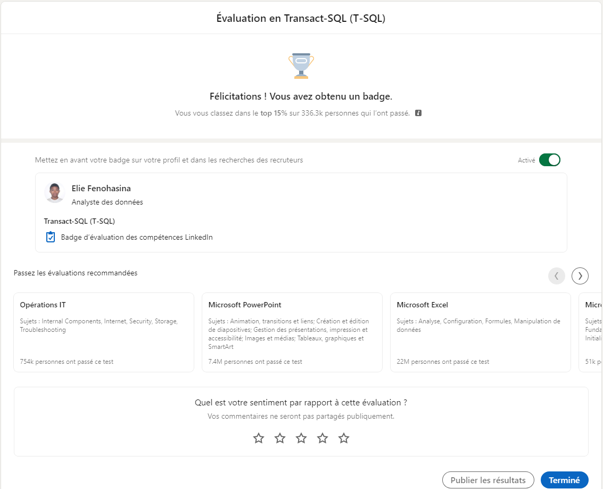 Évaluation en Transact-SQL (T-SQL)
Félicitations ! Vous avez obtenu un badge.
Vous vous classez dans le top 15% sur 336,3k personnes qui l'ont passé.
Mettez en avant votre badge sur votre profil et dans les recherches des recruteurs
Activé
Elie Fenohasina
Analyste des données
Transact-SQL (T-SQL)
Badge d'évaluation des compétences LinkedIn
Passez les évaluations recommandées
Opérations IT
Sujets : Internal Components, Internet, Security, Storage,
Troubleshooting
754k personnes ont passé ce test
Microsoft PowerPoint
Sujets : Animation, transitions et liens; Création et édition
de diapositives; Gestion des présentations, impression et
accessibilité; Images et médias; Tableaux, graphiques et
SmartArt
7.4M personnes ont passé ce test
Microsoft Excel
Sujets : Analyse, Configuration, Formules, Manipulation de
données
22M personnes ont passé ce test
Micro
Sujets
Funda
Initiali
51k p
Quel est votre sentiment par rapport à cette évaluation ?
Vos commentaires ne seront pas partagés publiquement.
Publier les résultats
Terminé